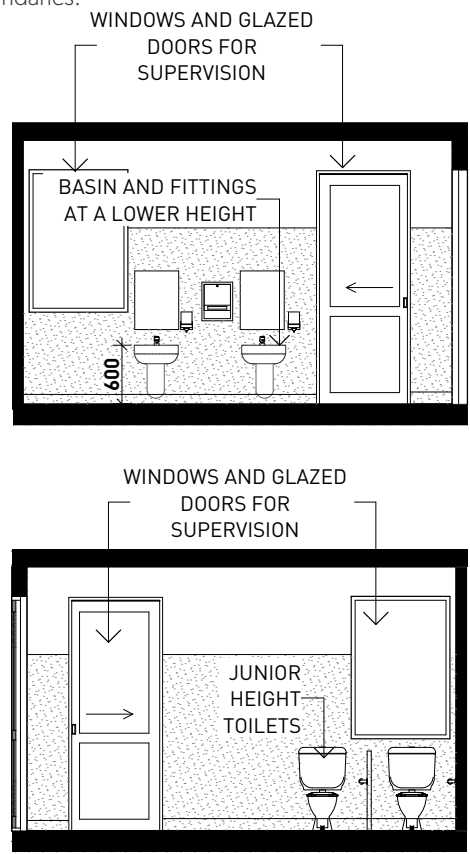 WINDOWS AND GLAZED
DOORS FOR
SUPERVISION
BASIN AND FITTINGS
AT A LOWER HEIGHT
600
WINDOWS AND GLAZED
DOORS FOR
SUPERVISION
JUNIOR
HEIGHT
TOILETS